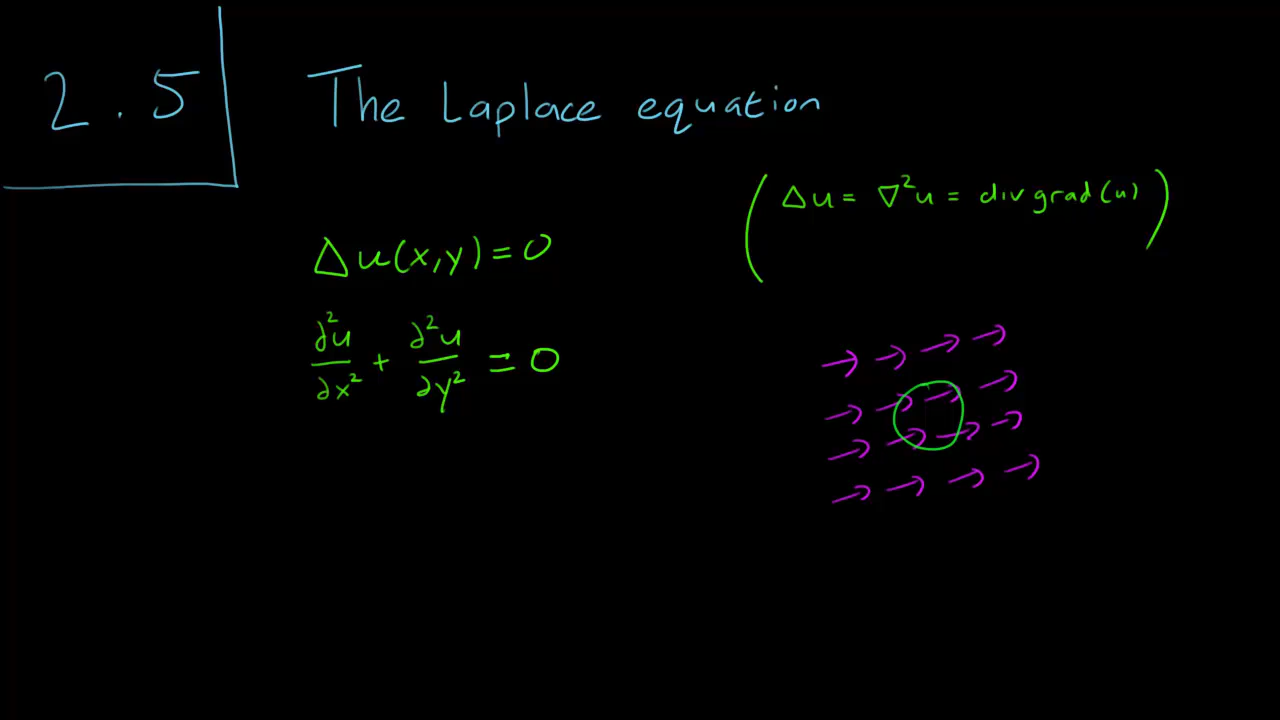 2.5 The Laplace equation
(Δu = ∇²u = div grad(u))
Δu(x,y) = 0
∂²u/∂x² + ∂²u/∂y² = 0